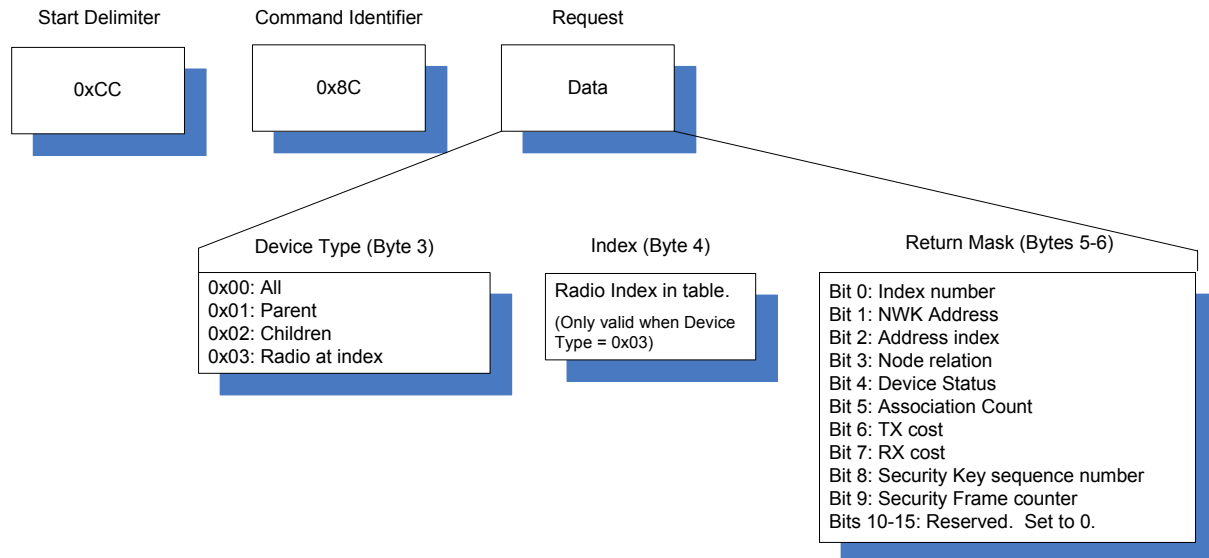 Start Delimiter
Command Identifier
Request
0xCC
0x8C
Data
Device Type (Byte 3)
0x00: All
0x01: Parent
0x02: Children
0x03: Radio at index
Index (Byte 4)
Radio Index in table.
(Only valid when Device
Type = 0x03)
Return Mask (Bytes 5-6)
Bit 0: Index number
Bit 1: NWK Address
Bit 2: Address index
Bit 3: Node relation
Bit 4: Device Status
Bit 5: Association Count
Bit 6: TX cost
Bit 7: RX cost
Bit 8: Security Key sequence number
Bit 9: Security Frame counter
Bits 10-15: Reserved.  Set to 0.